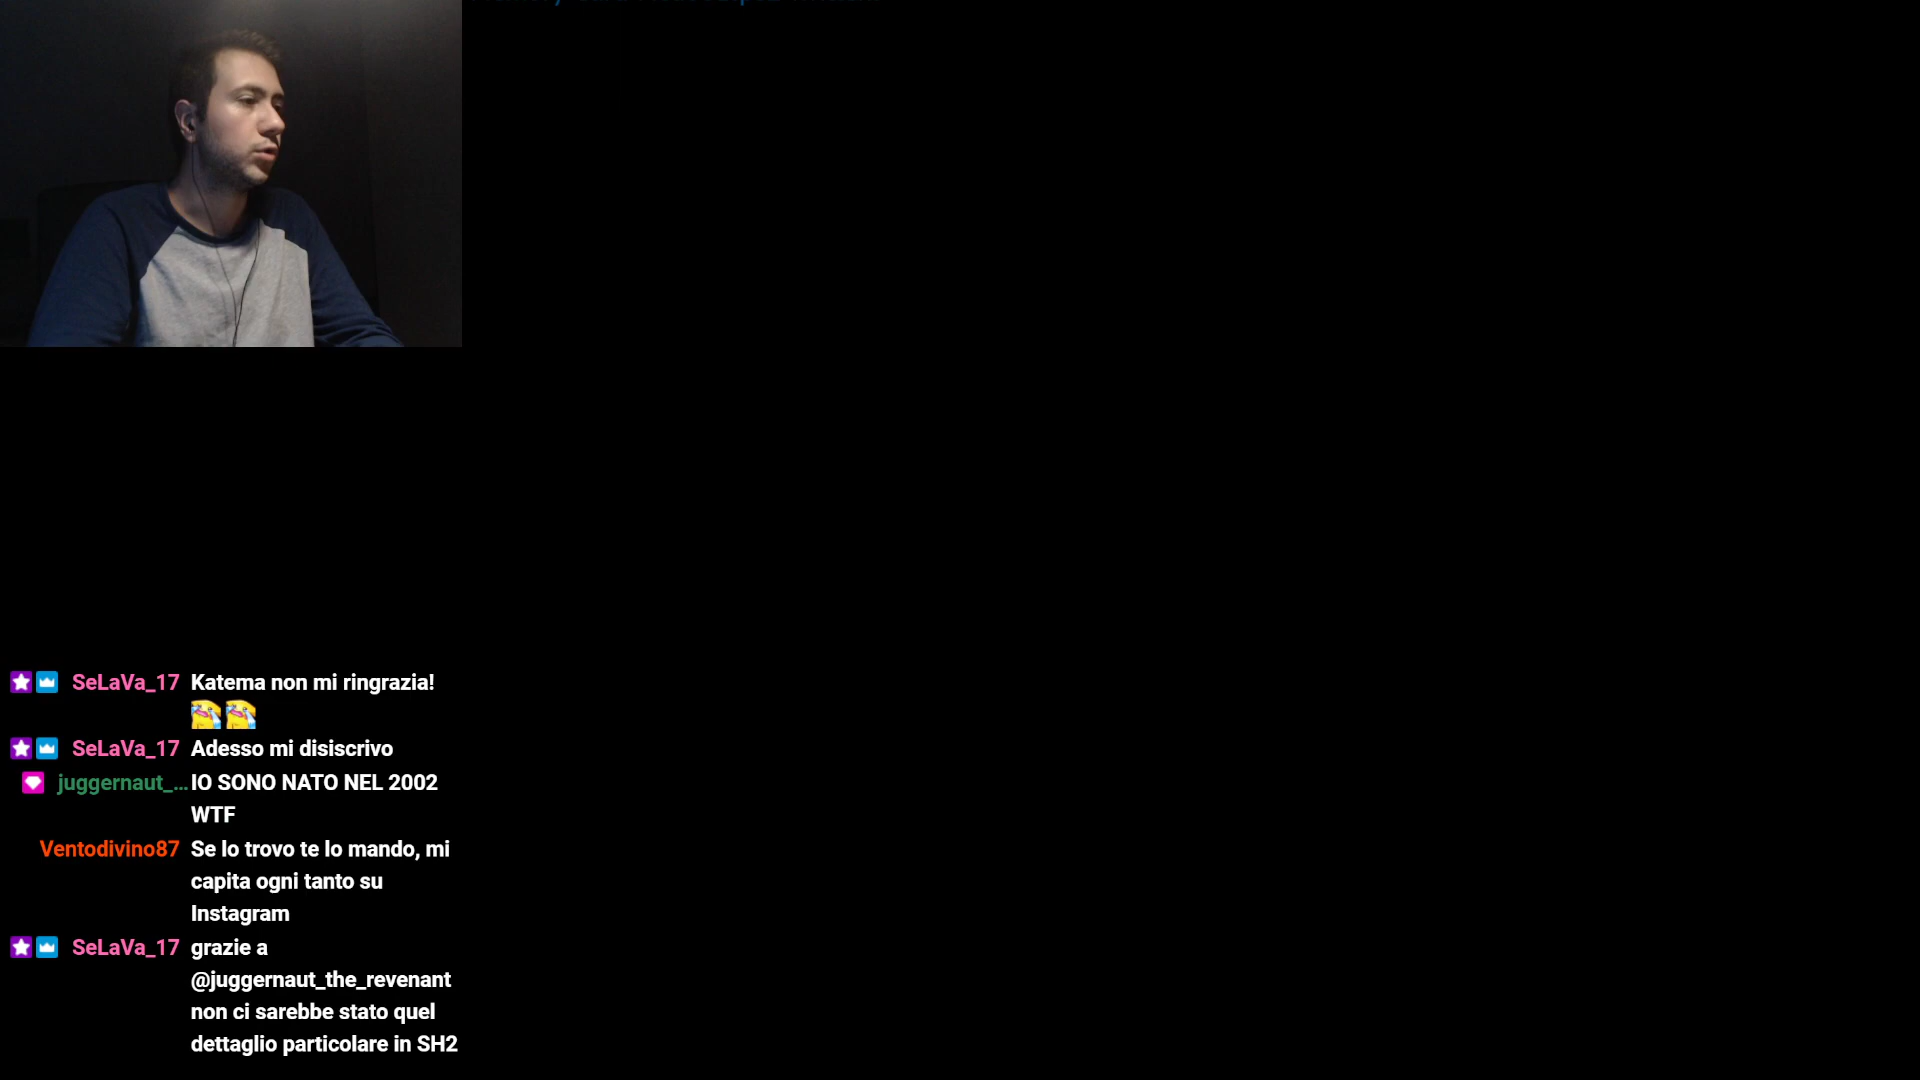 SeLaVa_17 Katema non mi ringrazia!
SeLaVa_17 Adesso mi disiscrivo
juggernaut_... IO SONO NATO NEL 2002
WTF
Ventodivino87 Se lo trovo te lo mando, mi
capita ogni tanto su
Instagram
SeLaVa_17 grazie a
@juggernaut_the_revenant
non ci sarebbe stato quel
dettaglio particolare in SH2